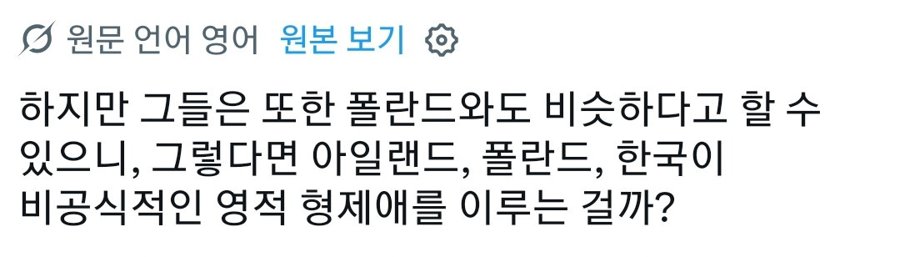 원문 언어 영어 원본 보기
하지만 그들은 또한 폴란드와도 비슷하다고 할 수
있으니, 그렇다면 아일랜드, 폴란드, 한국이
비공식적인 영적 형제애를 이루는 걸까?